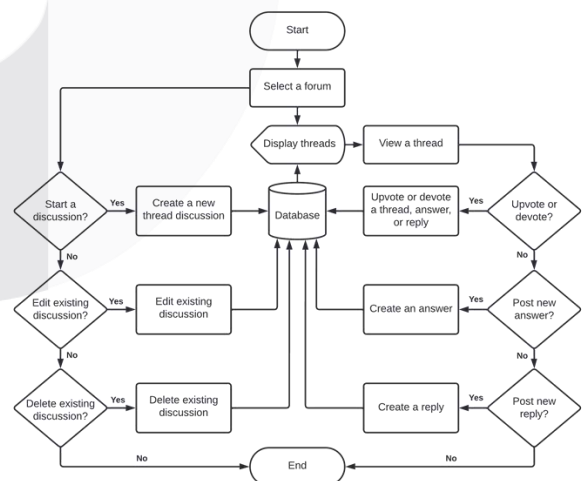 Start
Select a forum
Display threads
View a thread
Start a
discussion?
Yes
Create a new
thread discussion
Database
Upvote or devote
a thread, answer,
or reply
Yes
Upvote or
devote?
No
No
Edit existing
discussion?
Yes
Edit existing
discussion
Create an answer
Yes
Post new
answer?
No
No
Delete existing
discussion?
Yes
Delete existing
discussion
Create a reply
Yes
Post new
reply?
No
End
No